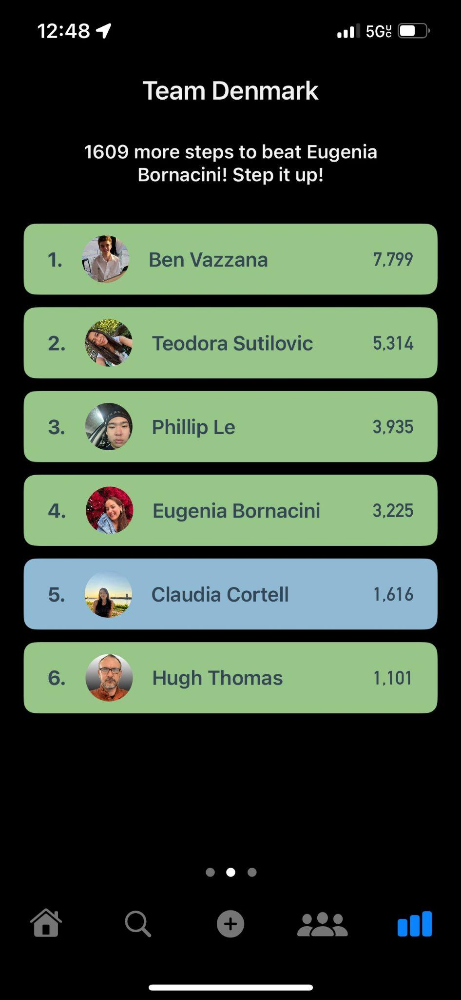 12:48
5GUC
Team Denmark
1609 more steps to beat Eugenia
Bornacini! Step it up!
1. Ben Vazzana 7,799
2. Teodora Sutilovic 5,314
3. Phillip Le 3,935
4. Eugenia Bornacini 3,225
5. Claudia Cortell 1,616
6. Hugh Thomas 1,101